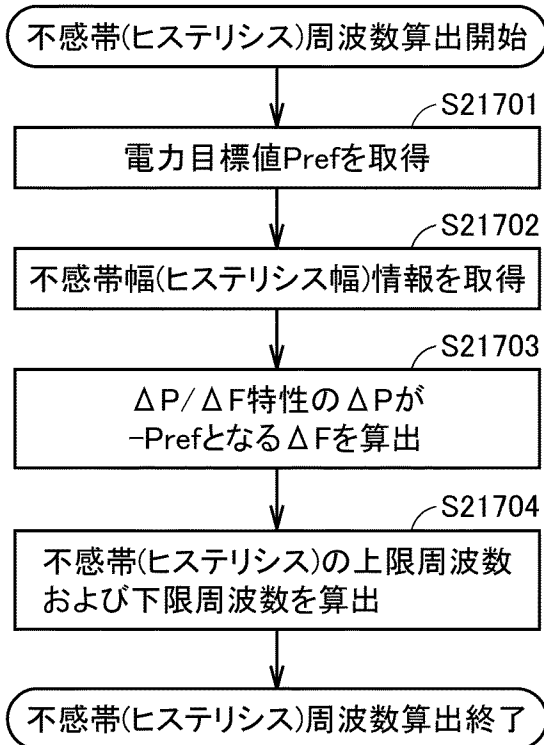 不感帯(ヒステリシス)周波数算出開始
S21701
電力目標値Prefを取得
S21702
不感帯幅(ヒステリシス幅)情報を取得
S21703
ΔP/ΔF特性のΔPが
-PrefとなるΔFを算出
S21704
不感帯(ヒステリシス)の上限周波数
および下限周波数を算出
不感帯(ヒステリシス)周波数算出終了